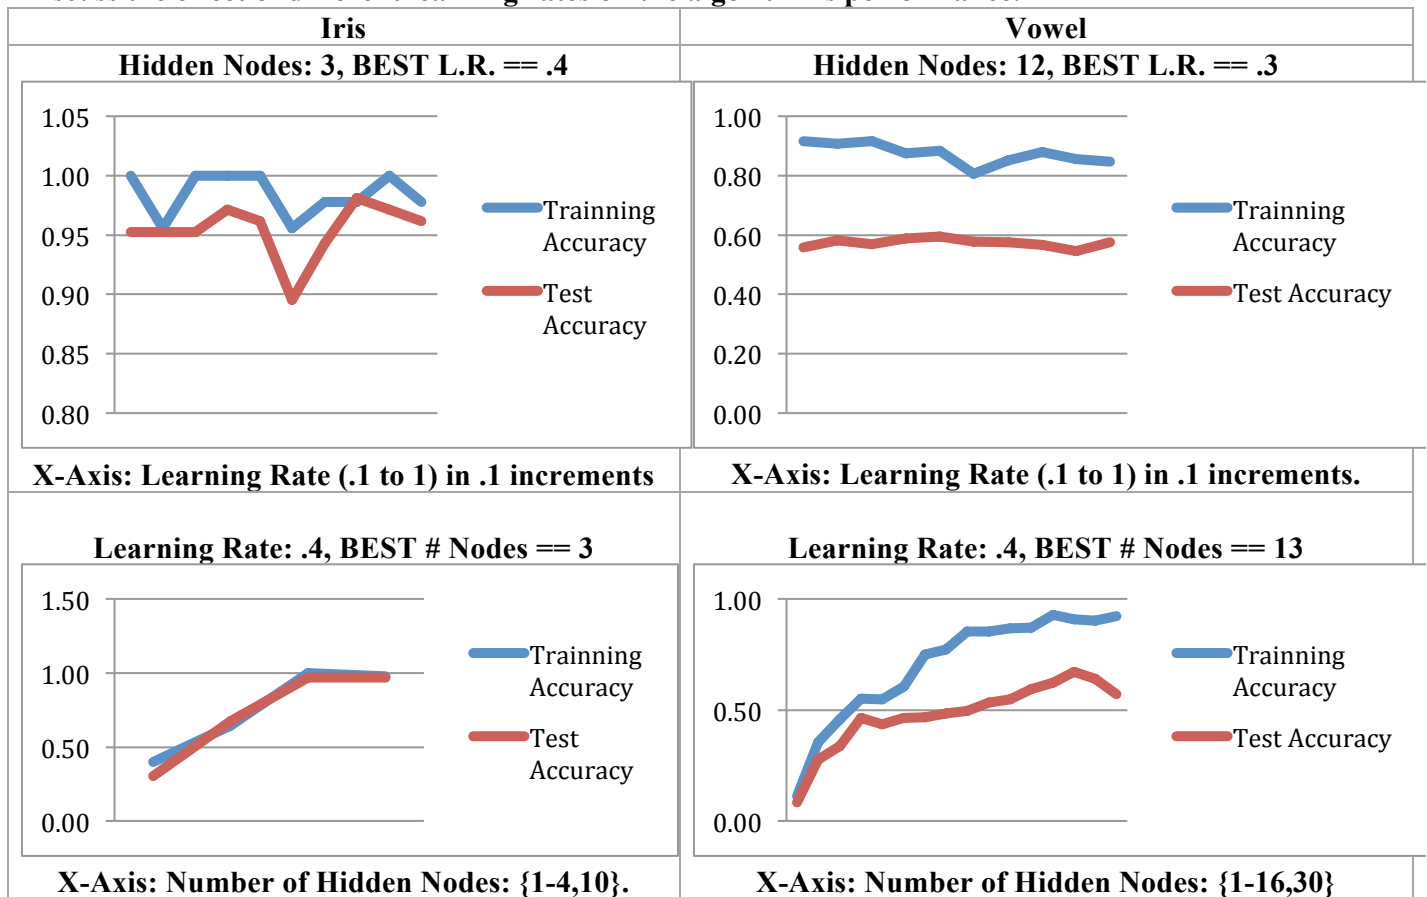 Iris
Vowel
Hidden Nodes: 3, BEST L.R. == .4
Hidden Nodes: 12, BEST L.R. == .3
1.05
1.00
0.95
0.90
0.85
0.80
Trainning
Accuracy
Test
Accuracy
1.00
0.80
0.60
0.40
0.20
0.00
Trainning
Accuracy
Test Accuracy
X-Axis: Learning Rate (.1 to 1) in .1 increments
X-Axis: Learning Rate (.1 to 1) in .1 increments.
Learning Rate: .4, BEST # Nodes == 3
Learning Rate: .4, BEST # Nodes == 13
1.50
1.00
0.50
0.00
Trainning
Accuracy
Test
Accuracy
1.00
0.50
0.00
Trainning
Accuracy
Test Accuracy
X-Axis: Number of Hidden Nodes: {1-4,10}.
X-Axis: Number of Hidden Nodes: {1-16,30}